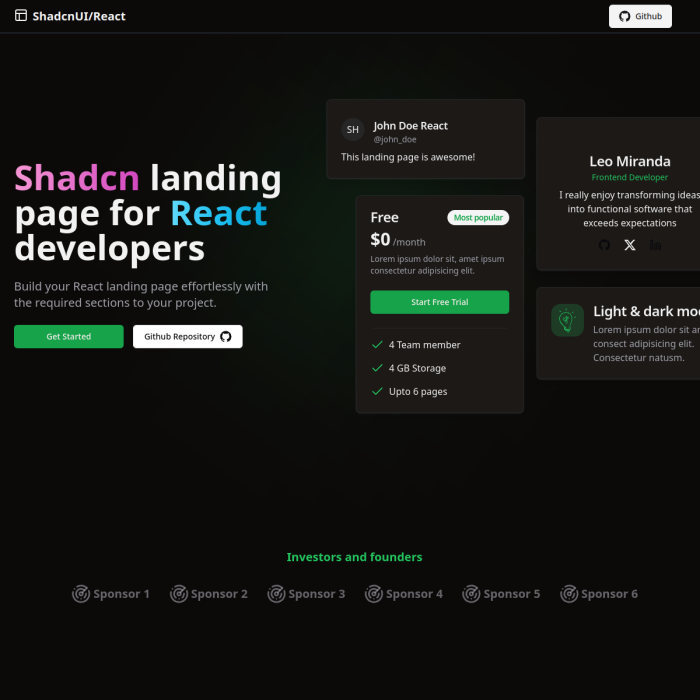 ShadcnUI/React
Github
Shadcn landing
page for React
developers
Build your React landing page effortlessly with
the required sections to your project.
Get Started
Github Repository
SH
John Doe React
@john_doe
This landing page is awesome!
Free
Most popular
$0 /month
Lorem ipsum dolor sit, amet ipsum
consectetur adipisicing elit.
Start Free Trial
4 Team member
4 GB Storage
Upto 6 pages
Leo Miranda
Frontend Developer
I really enjoy transforming ideas
into functional software that
exceeds expectations
Light & dark mo
Lorem ipsum dolor sit
consect adipisicing elit.
Consectetur natusm.
Investors and founders
Sponsor 1
Sponsor 2
Sponsor 3
Sponsor 4
Sponsor 5
Sponsor 6